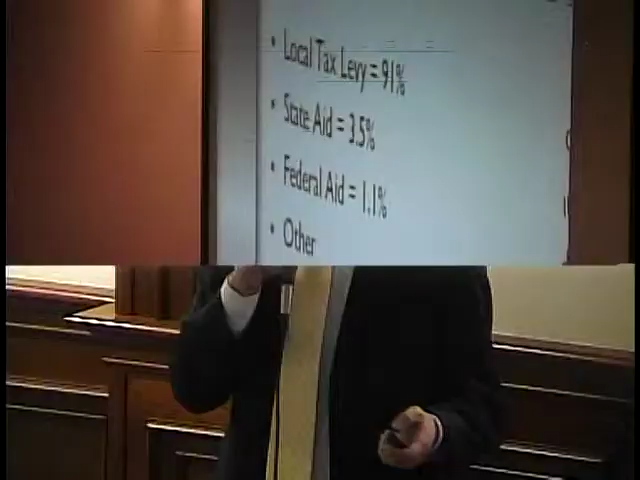 • Local Tax Levy = 91%
• State Aid = 3.5%
• Federal Aid = 1.1%
• Other